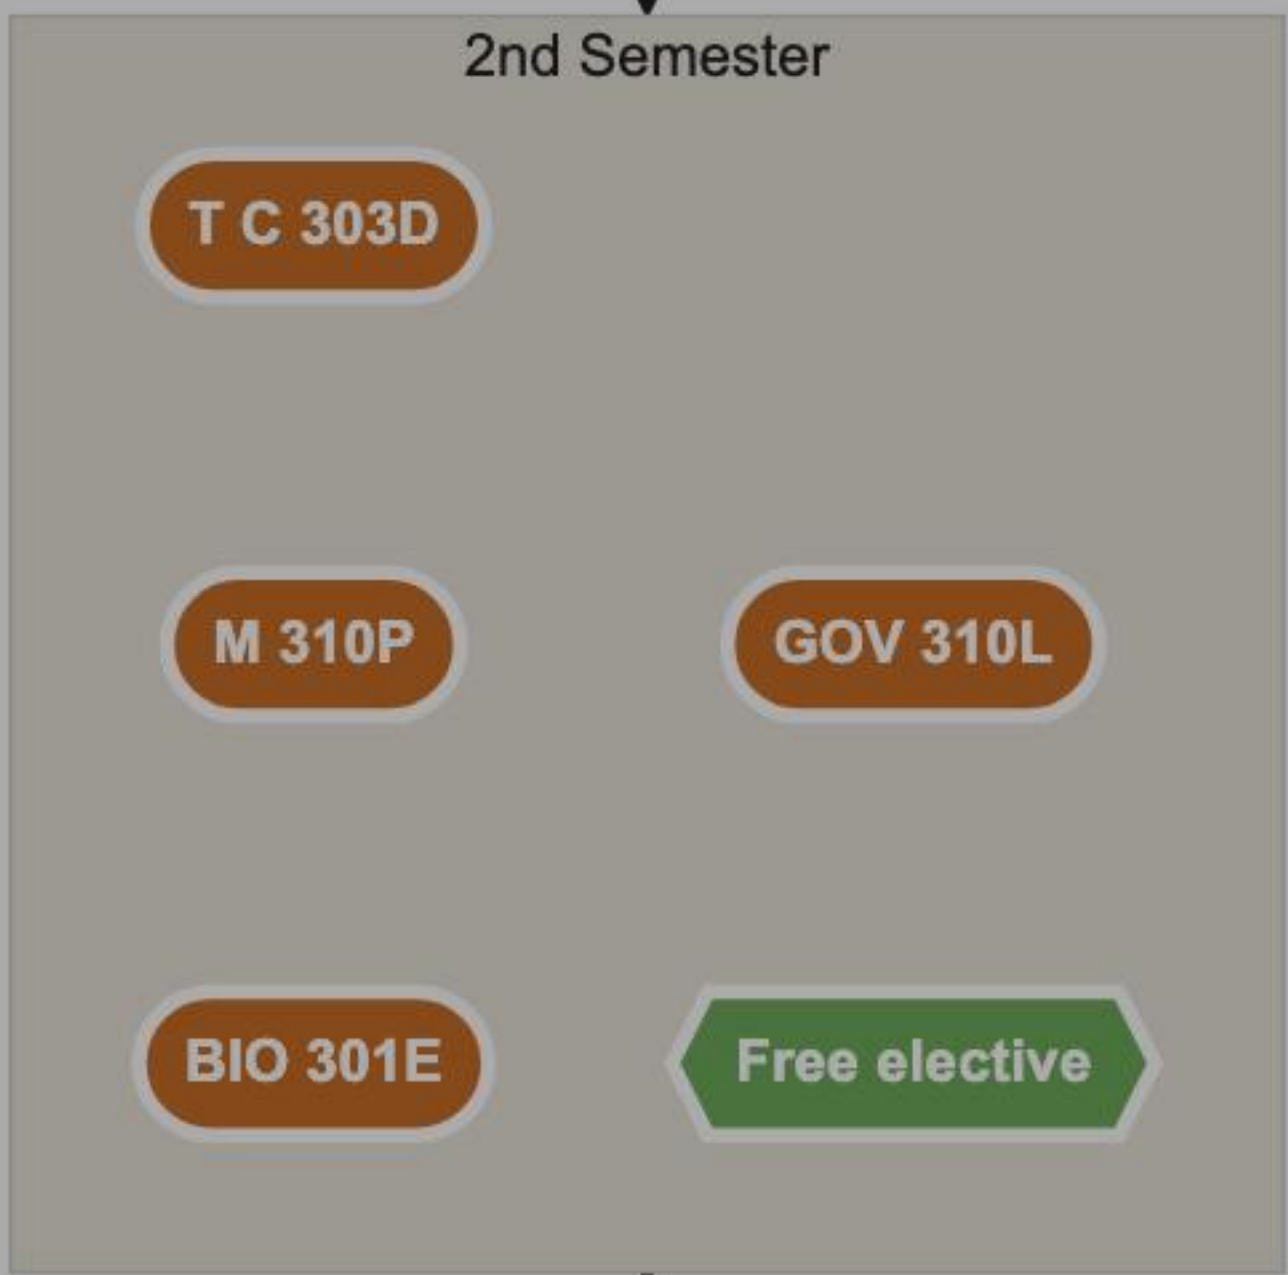 2nd Semester
T C 303D
M 310P
GOV 310L
BIO 301E
Free elective